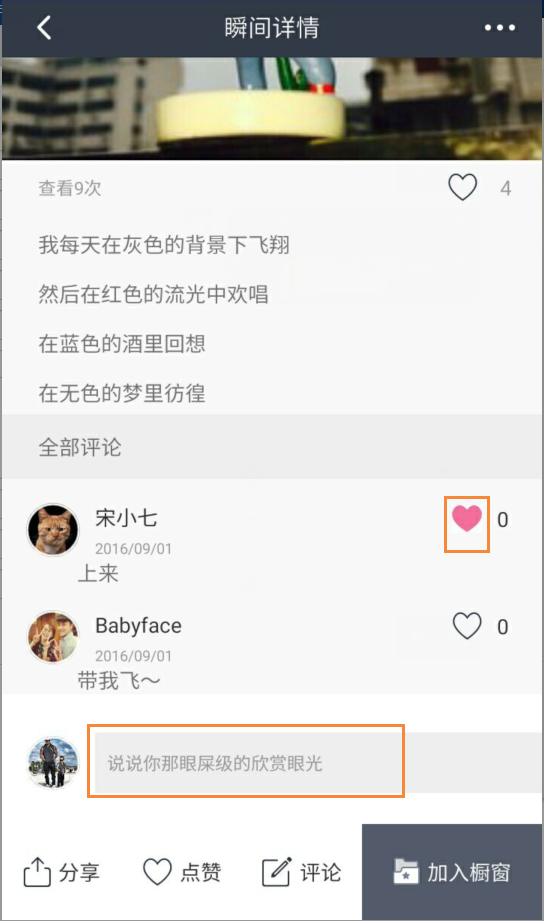 瞬间详情
查看9次 4
我每天在灰色的背景下飞翔
然后在红色的流光中欢唱
在蓝色的酒里回想
在无色的梦里彷徨
全部评论
宋小七 0
2016/09/01
上来
Babyface 0
2016/09/01
带我飞～
说说你那眼屎级的欣赏眼光
分享 点赞 评论 加入橱窗